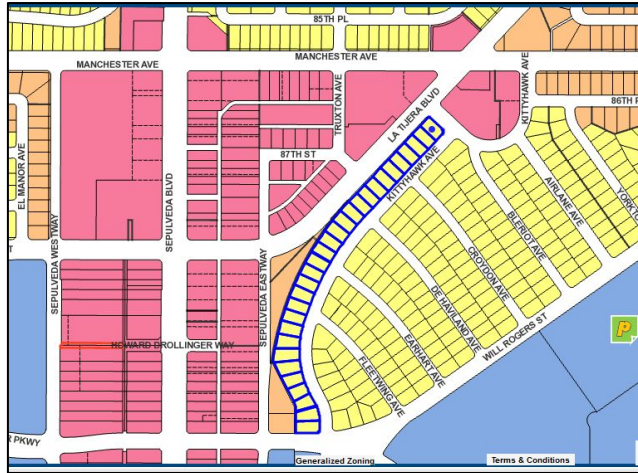 85TH PL
MANCHESTER AVE
MANCHESTER AVE
KITTYHAWK AVE
86TH P
TRUXTON AVE
LA TIJERA BLVD
EL MANOR AVE
87TH ST
KITTYHAWK AVE
YORK
AIRLANE AVE
SEPULVEDA BLVD
BLERIOT AVE
T
SEPULVEDA WESTWAY
SEPULVEDA EASTWAY
CROYDON AVE
DE HAVILAND AVE
WILL ROGERS ST
P
HOWARD DROLLINGER WAY
EARHART AVE
FLEETWING AVE
R PKWY
Generalized Zoning
Terms & Conditions